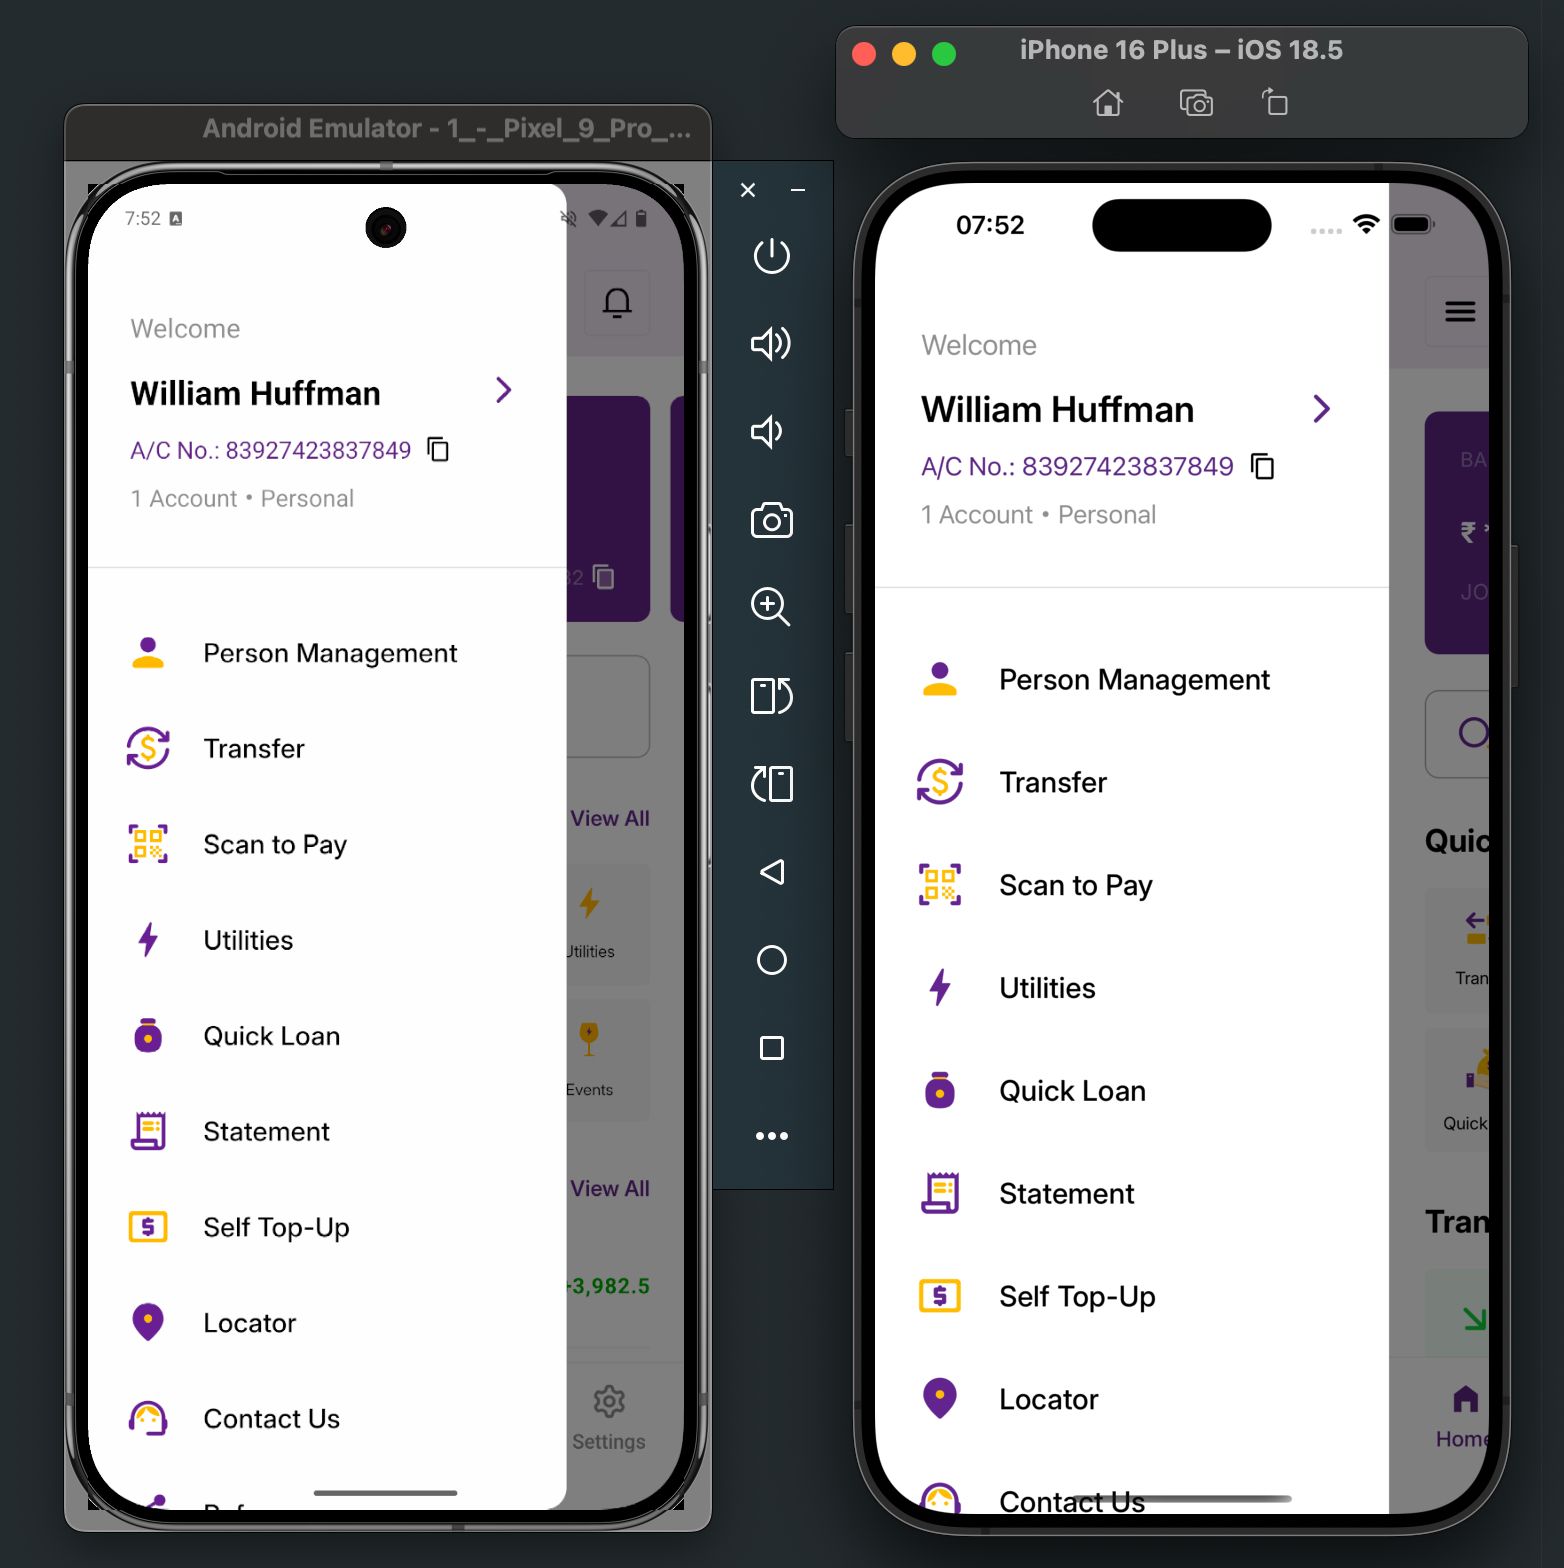 Android Emulator - 1_-_Pixel_9_Pro_...
7:52
Welcome
William Huffman
A/C No.: 83927423837849
1 Account • Personal
32
Person Management
Transfer
Scan to Pay
View All
Utilities
Utilities
Quick Loan
Events
Statement
View All
Self Top-Up
+3,982.5
Locator
Contact Us
Settings
iPhone 16 Plus – iOS 18.5
07:52
Welcome
William Huffman
A/C No.: 83927423837849
1 Account • Personal
BA
₹ *
JO
Person Management
Transfer
Quic
Scan to Pay
Tran
Utilities
Quick Loan
Quick
Statement
Tran
Self Top-Up
Locator
Home
Contact Us